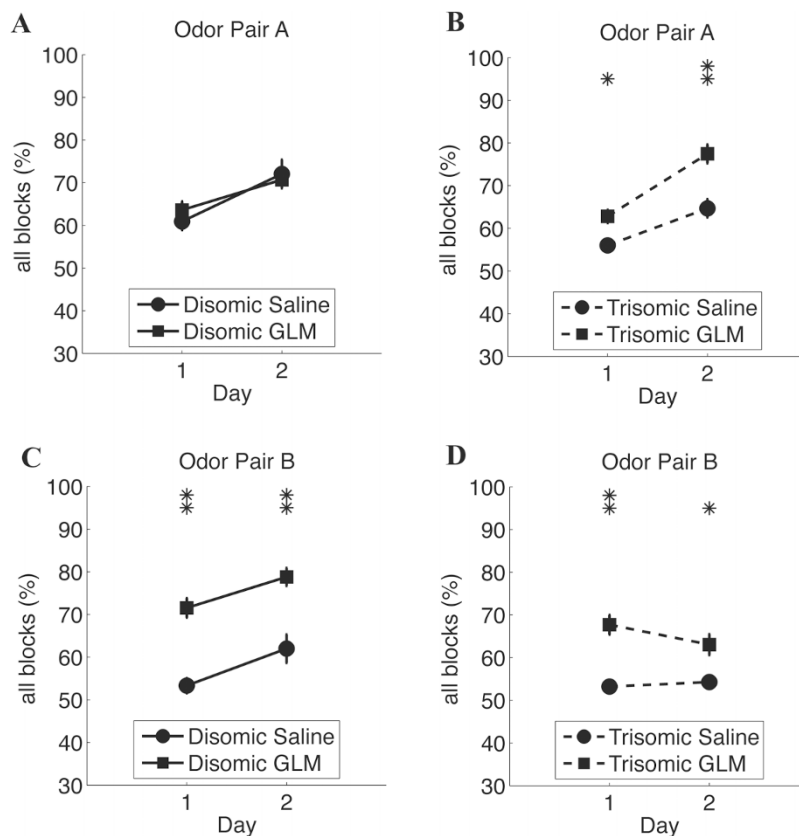 A
Odor Pair A
100
90
80
70
60
50
40
30
all blocks (%)
Disomic Saline
Disomic GLM
1 2
Day
B
Odor Pair A
* *
*
100
90
80
70
60
50
40
30
all blocks (%)
Trisomic Saline
Trisomic GLM
1 2
Day
C
Odor Pair B
* *
* *
100
90
80
70
60
50
40
30
all blocks (%)
Disomic Saline
Disomic GLM
1 2
Day
D
Odor Pair B
*
* *
100
90
80
70
60
50
40
30
all blocks (%)
Trisomic Saline
Trisomic GLM
1 2
Day